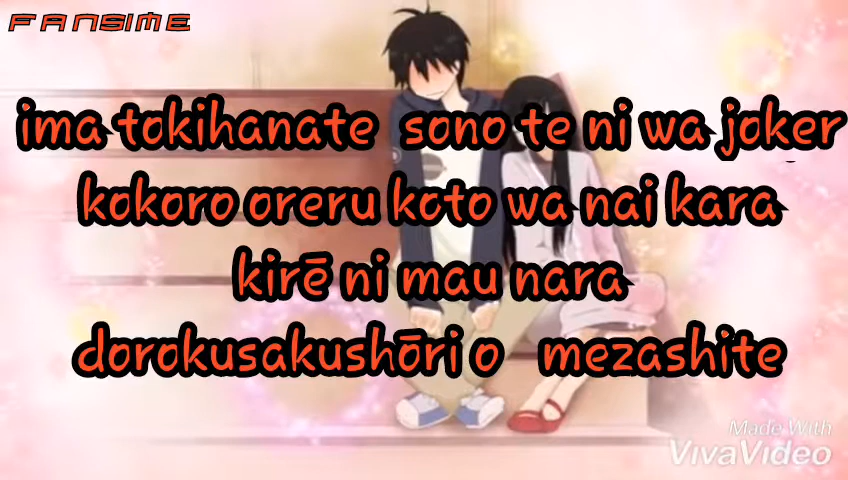 FANSIME
ima tokihanate sono te ni wa joker
kokoro oreru koto wa nai kara
kirē ni mau nara
dorokusakushōri o mezashite
Made With
VivaVideo